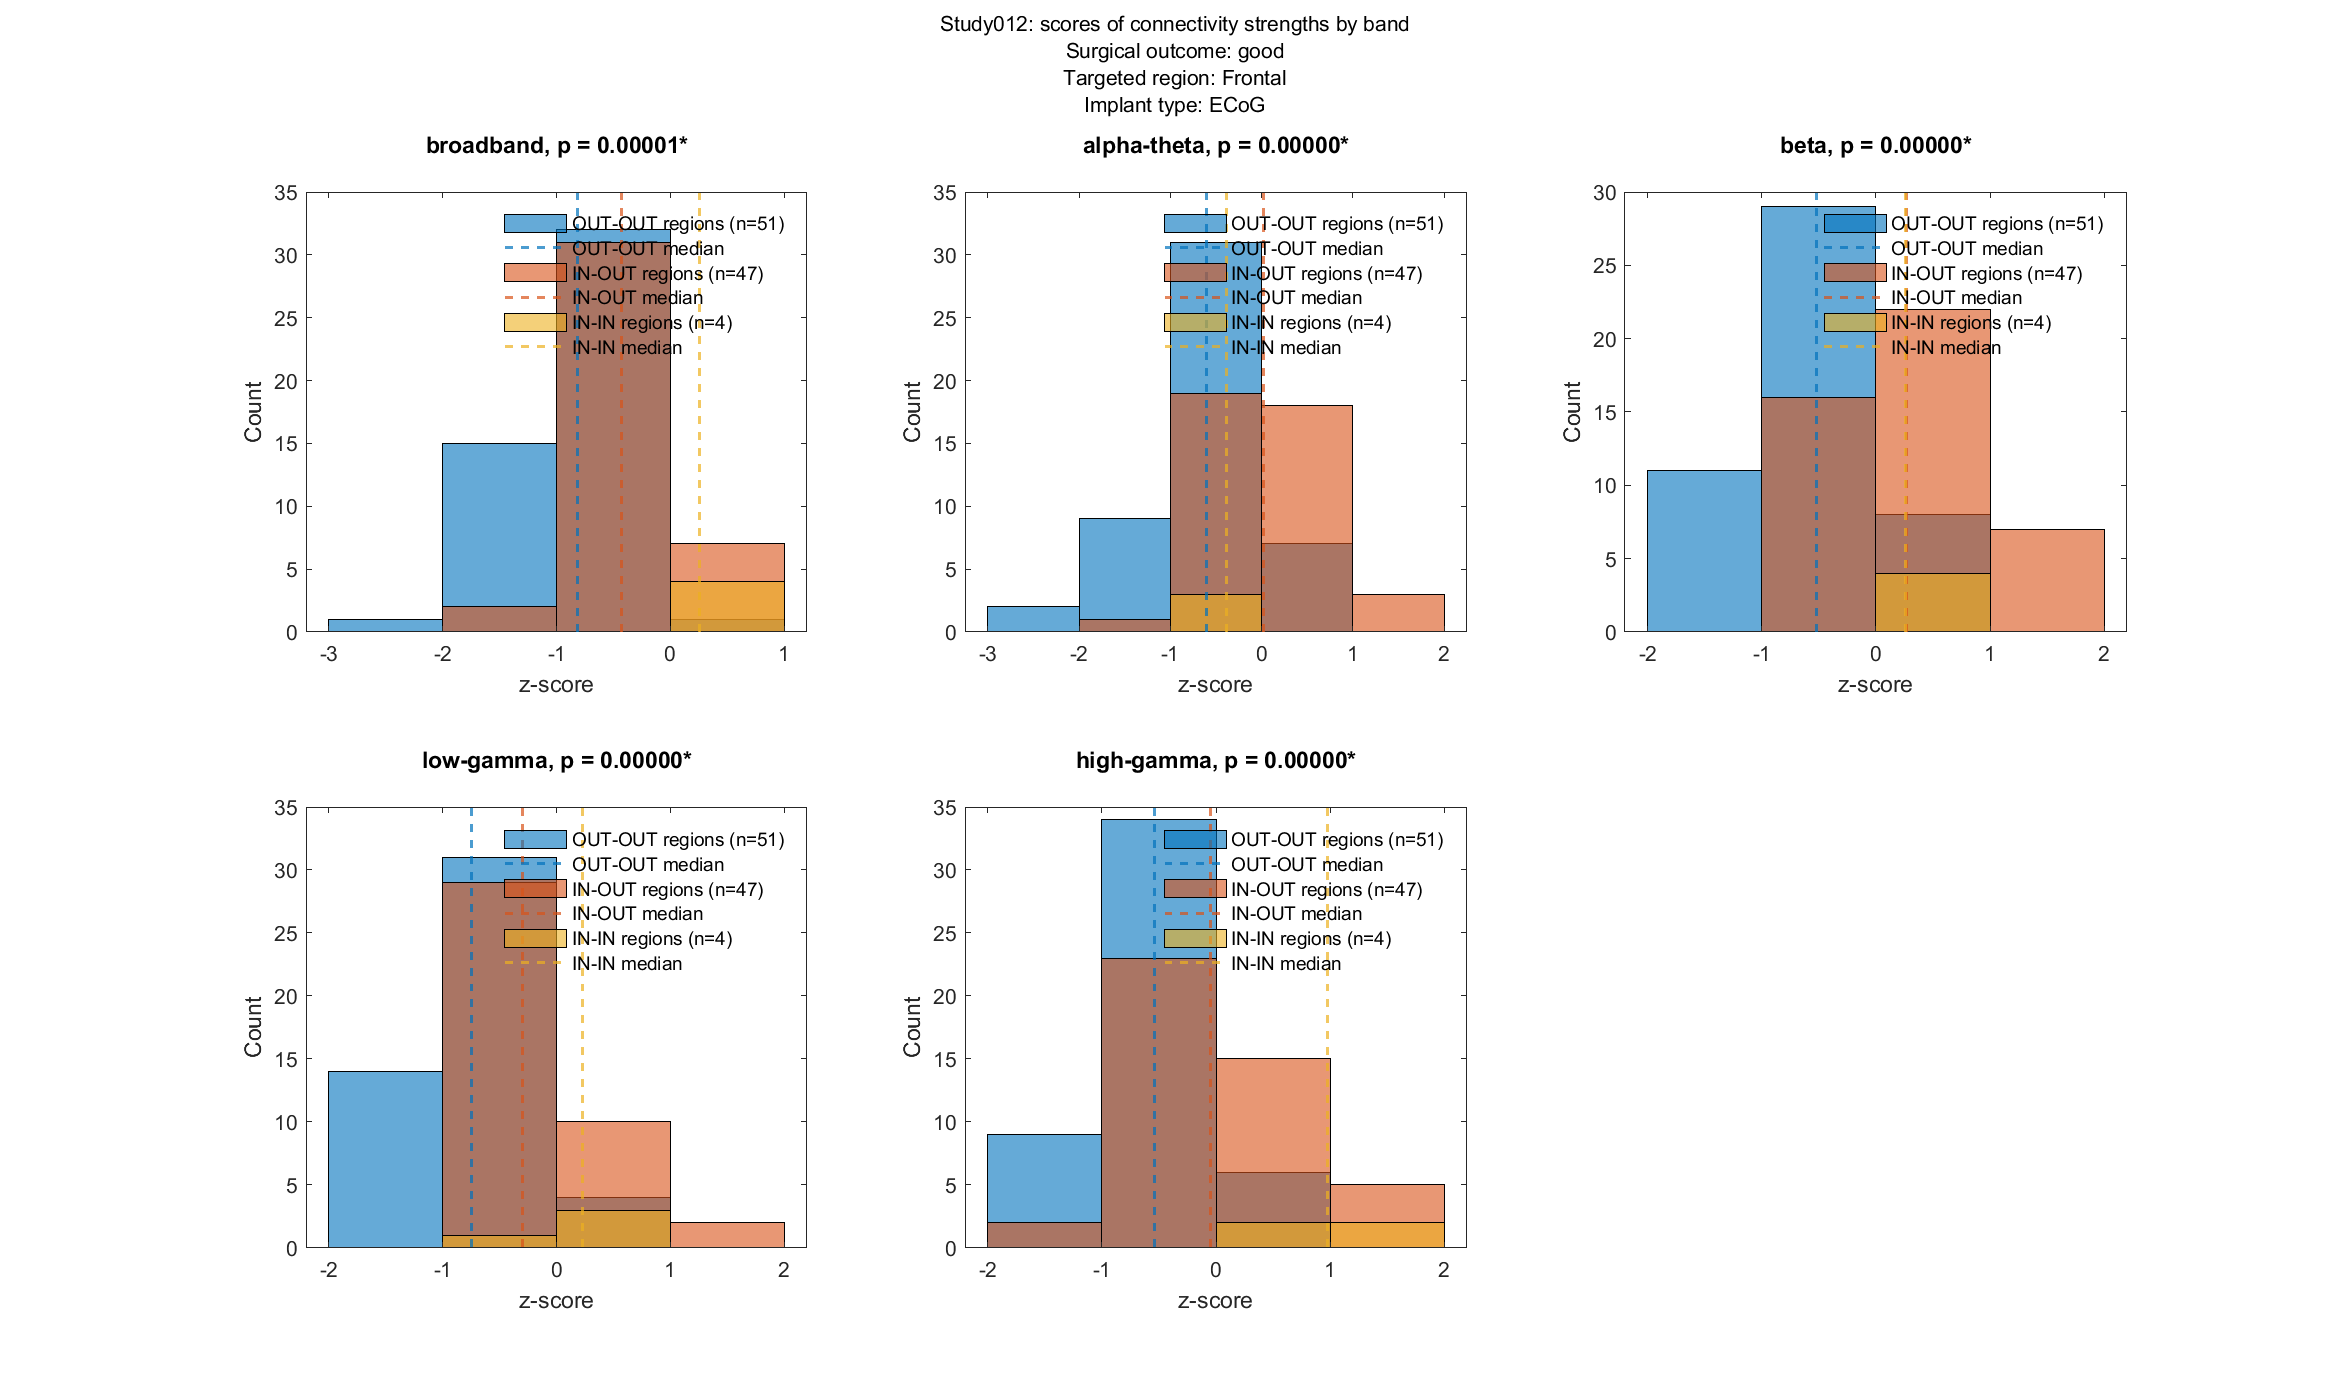 Study012: scores of connectivity strengths by band
Surgical outcome: good
Targeted region: Frontal
Implant type: ECoG
broadband, p = 0.00001*
35
30
25
20
15
10
5
0
Count
-3
-2
-1
0
1
z-score
OUT-OUT regions (n=51)
OUT-OUT median
IN-OUT regions (n=47)
IN-OUT median
IN-IN regions (n=4)
IN-IN median
alpha-theta, p = 0.00000*
35
30
25
20
15
10
5
0
Count
-3
-2
-1
0
1
2
z-score
OUT-OUT regions (n=51)
OUT-OUT median
IN-OUT regions (n=47)
IN-OUT median
IN-IN regions (n=4)
IN-IN median
beta, p = 0.00000*
30
25
20
15
10
5
0
Count
-2
-1
0
1
2
z-score
OUT-OUT regions (n=51)
OUT-OUT median
IN-OUT regions (n=47)
IN-OUT median
IN-IN regions (n=4)
IN-IN median
low-gamma, p = 0.00000*
35
30
25
20
15
10
5
0
Count
-2
-1
0
1
2
z-score
OUT-OUT regions (n=51)
OUT-OUT median
IN-OUT regions (n=47)
IN-OUT median
IN-IN regions (n=4)
IN-IN median
high-gamma, p = 0.00000*
35
30
25
20
15
10
5
0
Count
-2
-1
0
1
2
z-score
OUT-OUT regions (n=51)
OUT-OUT median
IN-OUT regions (n=47)
IN-OUT median
IN-IN regions (n=4)
IN-IN median